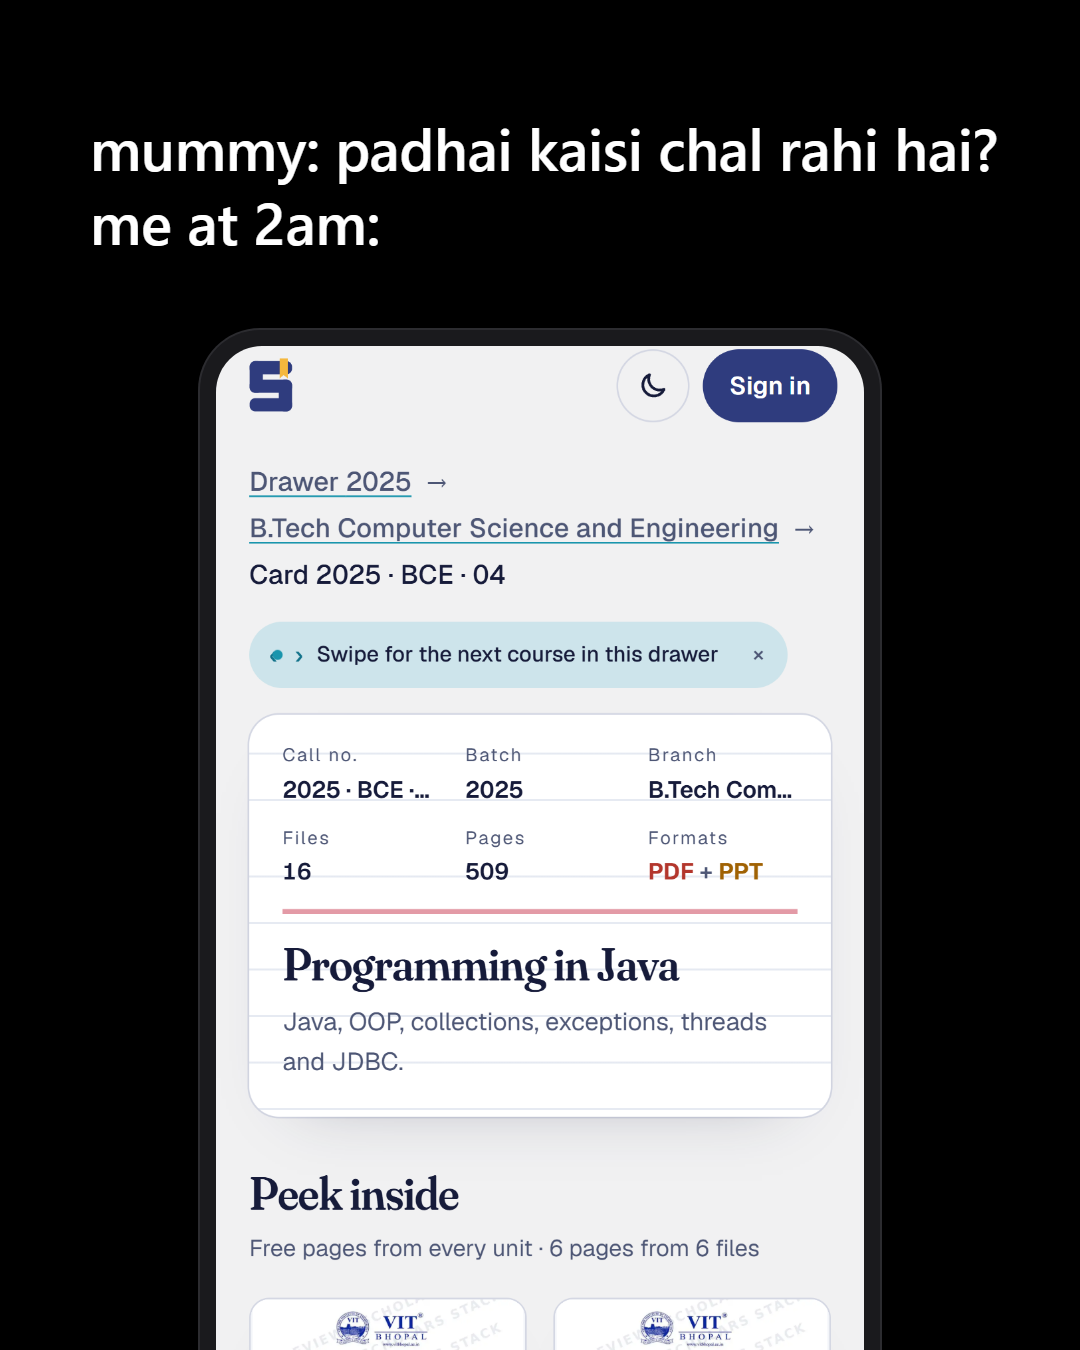 mummy: padhai kaisi chal rahi hai?
me at 2am:
S
Sign in
Drawer 2025 →
B.Tech Computer Science and Engineering →
Card 2025 · BCE · 04
› Swipe for the next course in this drawer ×
Call no. Batch Branch
2025 · BCE ·... 2025 B.Tech Com...
Files Pages Formats
16 509 PDF + PPT
Programming in Java
Java, OOP, collections, exceptions, threads
and JDBC.
Peek inside
Free pages from every unit · 6 pages from 6 files
VIT VIT
BHOPAL BHOPAL
STACK STACK